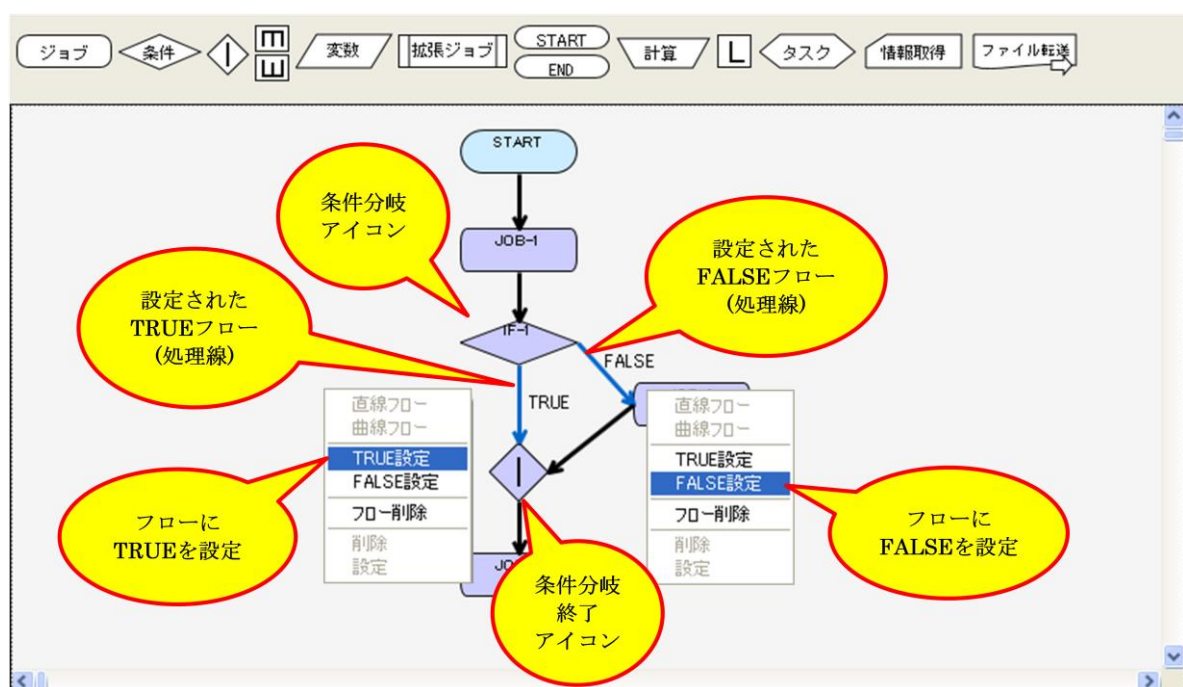 ジョブ
条件
変数
拡張ジョブ
START
END
計算
L
タスク
情報取得
ファイル転送
START
条件分岐
アイコン
JOB-1
設定された
FALSEフロー
(処理線)
設定された
TRUEフロー
(処理線)
IF-1
FALSE
TRUE
直線フロー
曲線フロー
TRUE設定
FALSE設定
フロー削除
削除
設定
直線フロー
曲線フロー
TRUE設定
FALSE設定
フロー削除
削除
設定
フローに
TRUEを設定
フローに
FALSEを設定
条件分岐
終了
アイコン